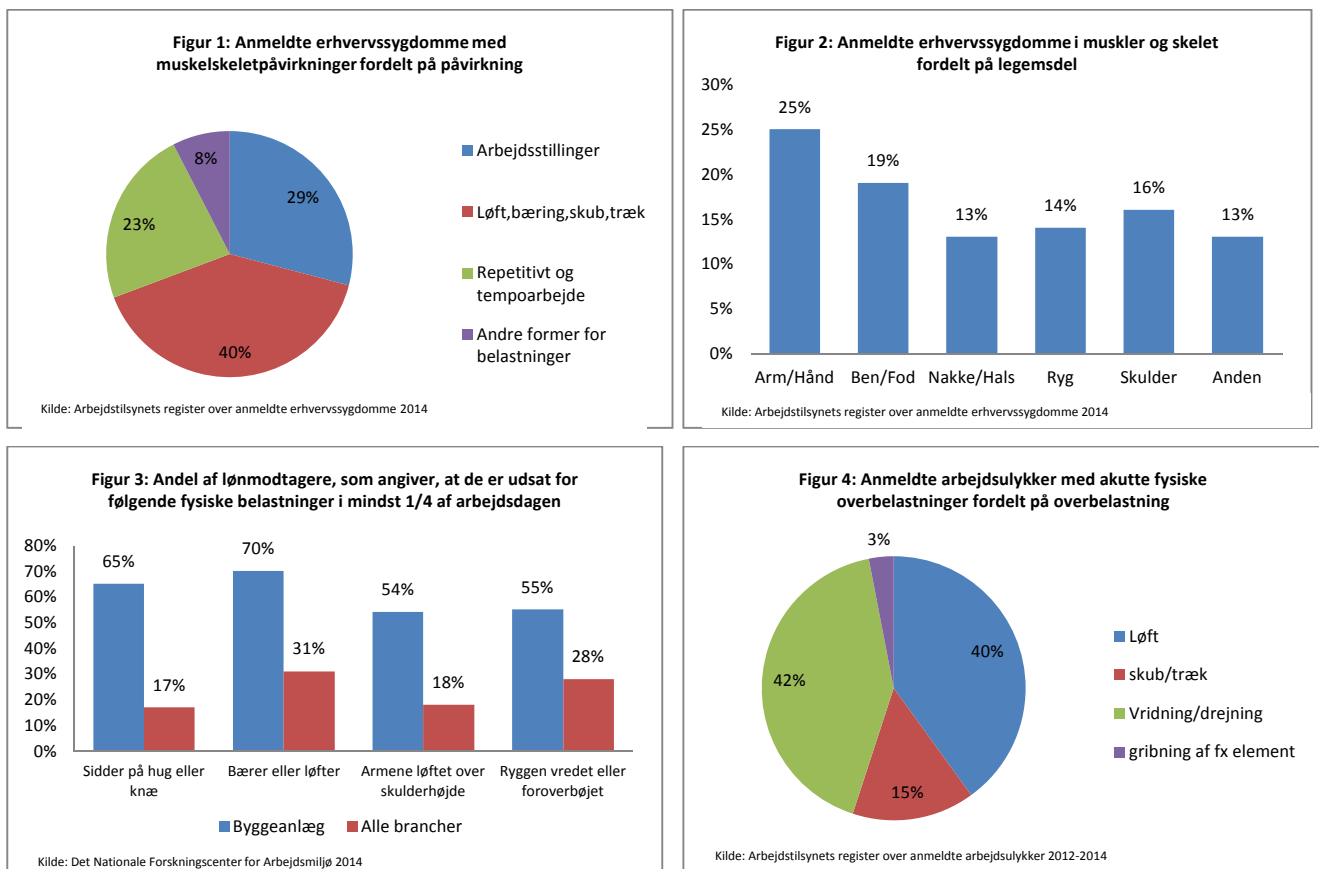 Figur 1: Anmeldte erhvervssygdomme med
muskelskeletpåvirkninger fordelt på påvirkning
8%
29%
23%
40%
Arbejdsstillinger
Løft,bæring,skub,træk
Repetitivt og
tempoarbejde
Andre former for
belastninger
Kilde: Arbejdstilsynets register over anmeldte erhvervssygdomme 2014
Figur 2: Anmeldte erhvervssygdomme i muskler og skelet
fordelt på legemsdel
30%
25%
20%
15%
10%
5%
0%
25%
19%
13%
14%
16%
13%
Arm/Hånd Ben/Fod Nakke/Hals Ryg Skulder Anden
Kilde: Arbejdstilsynets register over anmeldte erhvervssygdomme 2014
Figur 3: Andel af lønmodtagere, som angiver, at de er udsat for
følgende fysiske belastninger i mindst 1/4 af arbejdsdagen
80%
70%
60%
50%
40%
30%
20%
10%
0%
65%
17%
70%
31%
54%
18%
55%
28%
Sidder på hug eller
knæ
Bærer eller løfter
Armene løftet over
skulderhøjde
Ryggen vredet eller
foroverbøjet
Byggeanlæg Alle brancher
Kilde: Det Nationale Forskningscenter for Arbejdsmiljø 2014
Figur 4: Anmeldte arbejdsulykker med akutte fysiske
overbelastninger fordelt på overbelastning
3%
40%
42%
15%
Løft
skub/træk
Vridning/drejning
gribning af fx element
Kilde: Arbejdstilsynets register over anmeldte arbejdsulykker 2012-2014